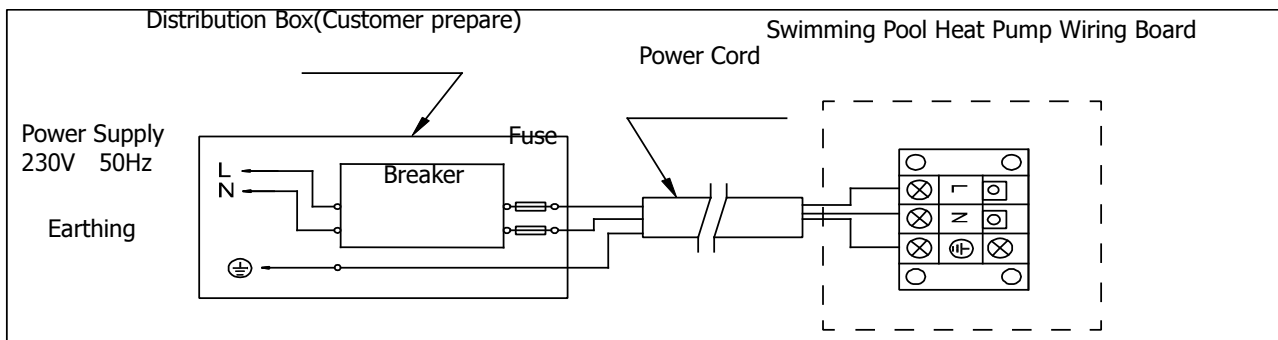 Distribution Box(Customer prepare)
Swimming Pool Heat Pump Wiring Board
Power Cord
Power Supply
230V 50Hz
Fuse
Breaker
L
N
Earthing
L
N